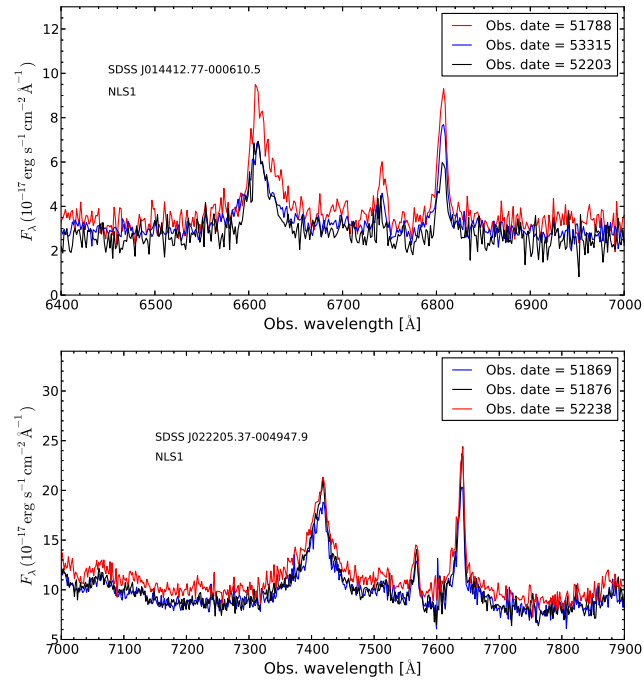 Obs. date = 51788
Obs. date = 53315
Obs. date = 52203
SDSS J014412.77-000610.5
NLS1
12
10
8
6
4
2
0
F_λ (10^{-17} erg s^{-1} cm^{-2} Å^{-1})
6400 6500 6600 6700 6800 6900 7000
Obs. wavelength [Å]
Obs. date = 51869
Obs. date = 51876
Obs. date = 52238
SDSS J022205.37-004947.9
NLS1
30
25
20
15
10
5
F_λ (10^{-17} erg s^{-1} cm^{-2} Å^{-1})
7000 7100 7200 7300 7400 7500 7600 7700 7800 7900
Obs. wavelength [Å]